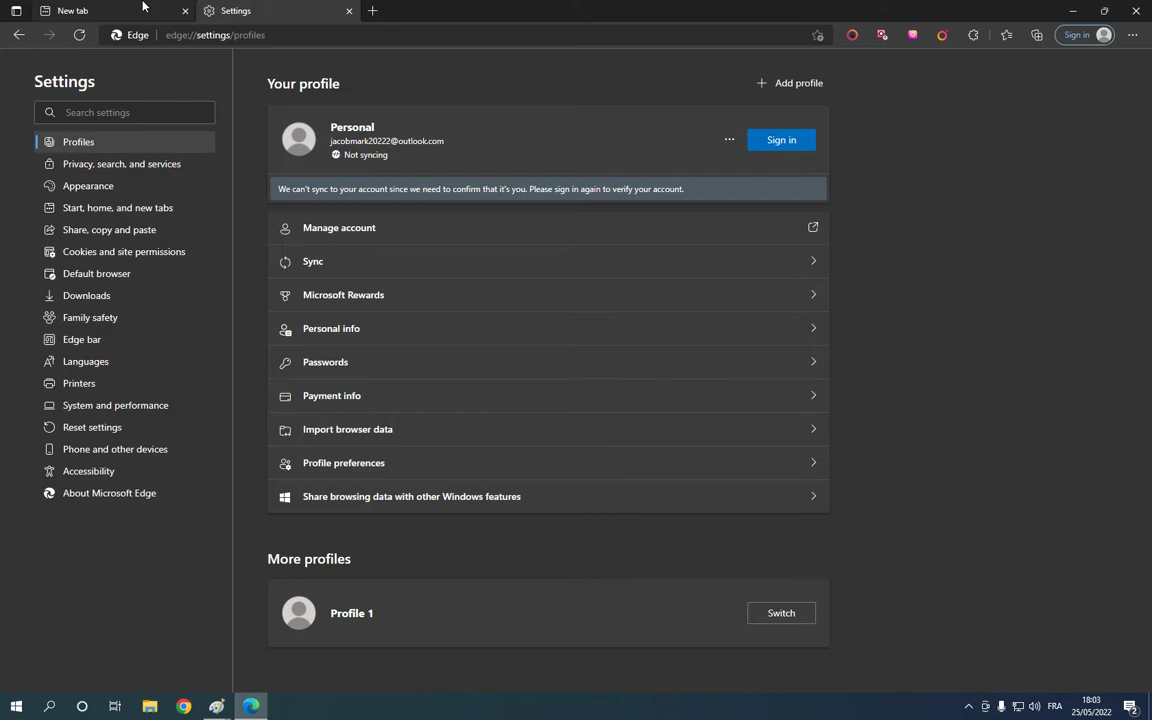 New tab
Settings
Edge
edge://settings/profiles
Sign in
Settings
Search settings
Profiles
Privacy, search, and services
Appearance
Start, home, and new tabs
Share, copy and paste
Cookies and site permissions
Default browser
Downloads
Family safety
Edge bar
Languages
Printers
System and performance
Reset settings
Phone and other devices
Accessibility
About Microsoft Edge
Your profile
Add profile
Personal
jacobmark20222@outlook.com
Not syncing
Sign in
We can't sync to your account since we need to confirm that it's you. Please sign in again to verify your account.
Manage account
Sync
Microsoft Rewards
Personal info
Passwords
Payment info
Import browser data
Profile preferences
Share browsing data with other Windows features
More profiles
Profile 1
Switch
FRA
18:03
25/05/2022
2